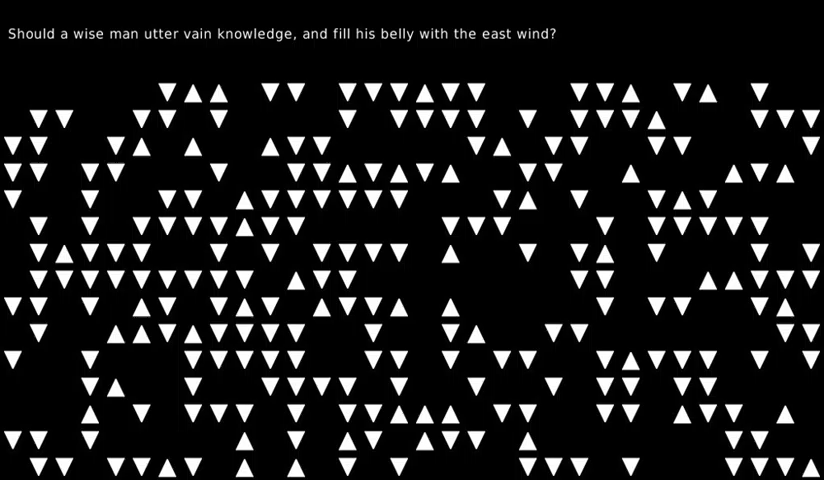 Should a wise man utter vain knowledge, and fill his belly with the east wind?